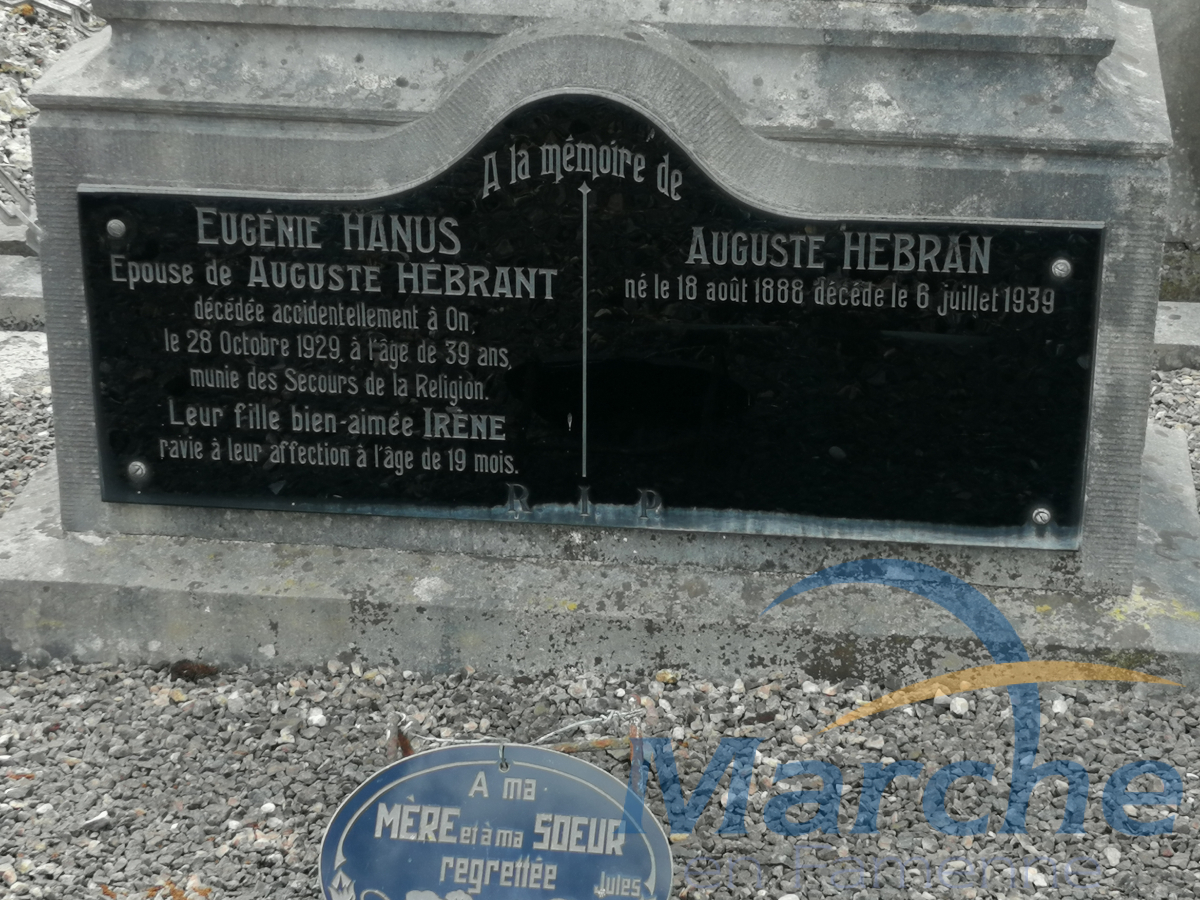 A la mémoire de
EUGÉNIE HANUS
Epouse de AUGUSTE HÉBRANT
décédée accidentellement à On,
le 28 Octobre 1929, à l'âge de 39 ans,
munie des Secours de la Religion.
Leur fille bien-aimée IRÈNE
ravie à leur affection à l'âge de 19 mois.
AUGUSTE HEBRAN
né le 18 août 1888 décédé le 6 juillet 1939
R I P
A ma
MÈRE et à ma SOEUR
regrettée
Jules
Marche
en Famenne